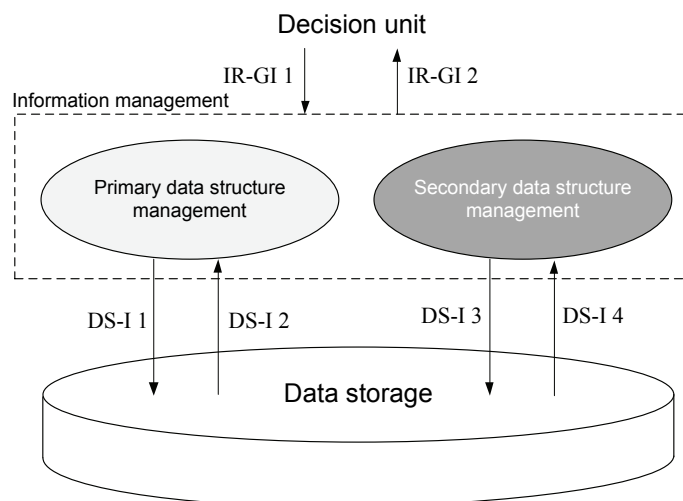 Decision unit
IR-GI 1
IR-GI 2
Information management
Primary data structure
management
Secondary data structure
management
DS-I 1
DS-I 2
DS-I 3
DS-I 4
Data storage